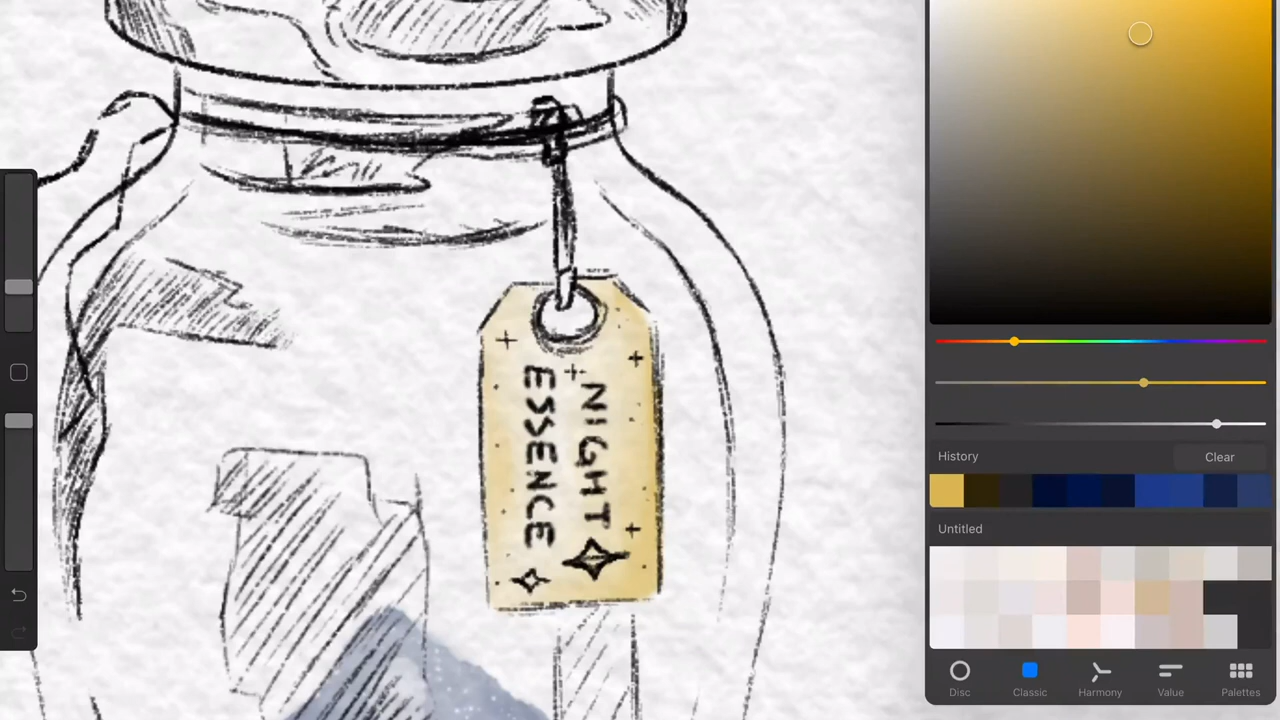 NIGHT
ESSENCE
History
Clear
Untitled
Disc
Classic
Harmony
Value
Palettes